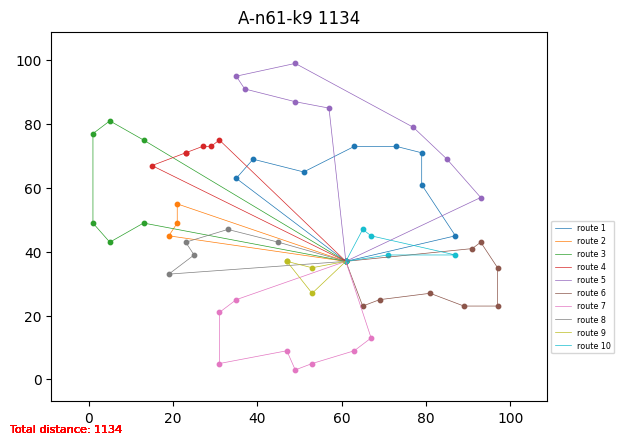 A-n61-k9 1134
100
80
60
40
20
0
0 20 40 60 80 100
route 1
route 2
route 3
route 4
route 5
route 6
route 7
route 8
route 9
route 10
Total distance: 1134